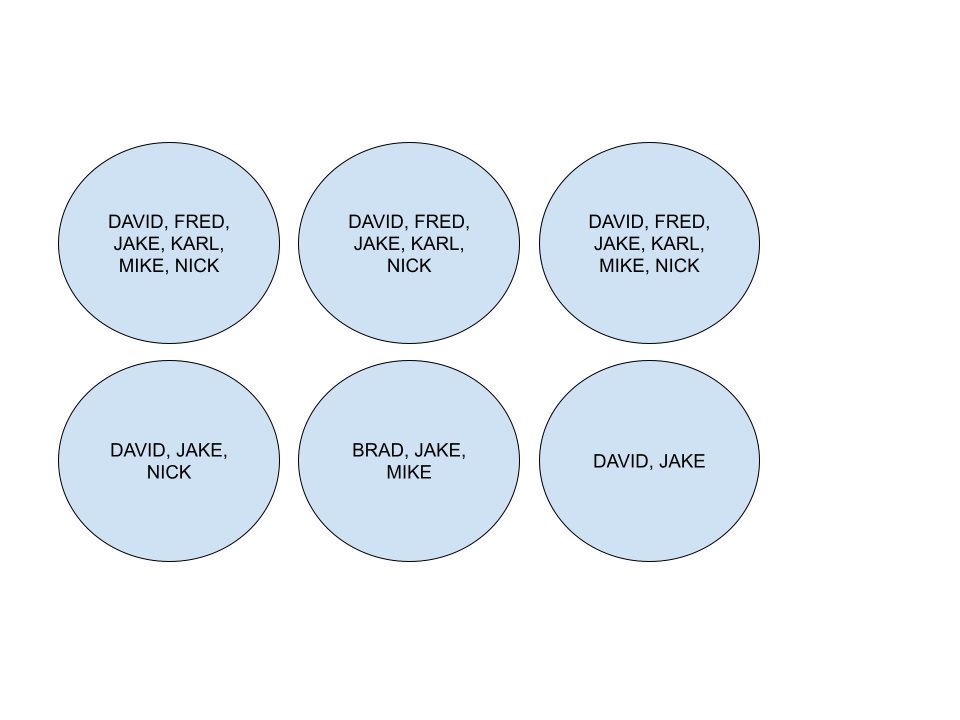 DAVID, FRED,
JAKE, KARL,
MIKE, NICK
DAVID, FRED,
JAKE, KARL,
NICK
DAVID, FRED,
JAKE, KARL,
MIKE, NICK
DAVID, JAKE,
NICK
BRAD, JAKE,
MIKE
DAVID, JAKE